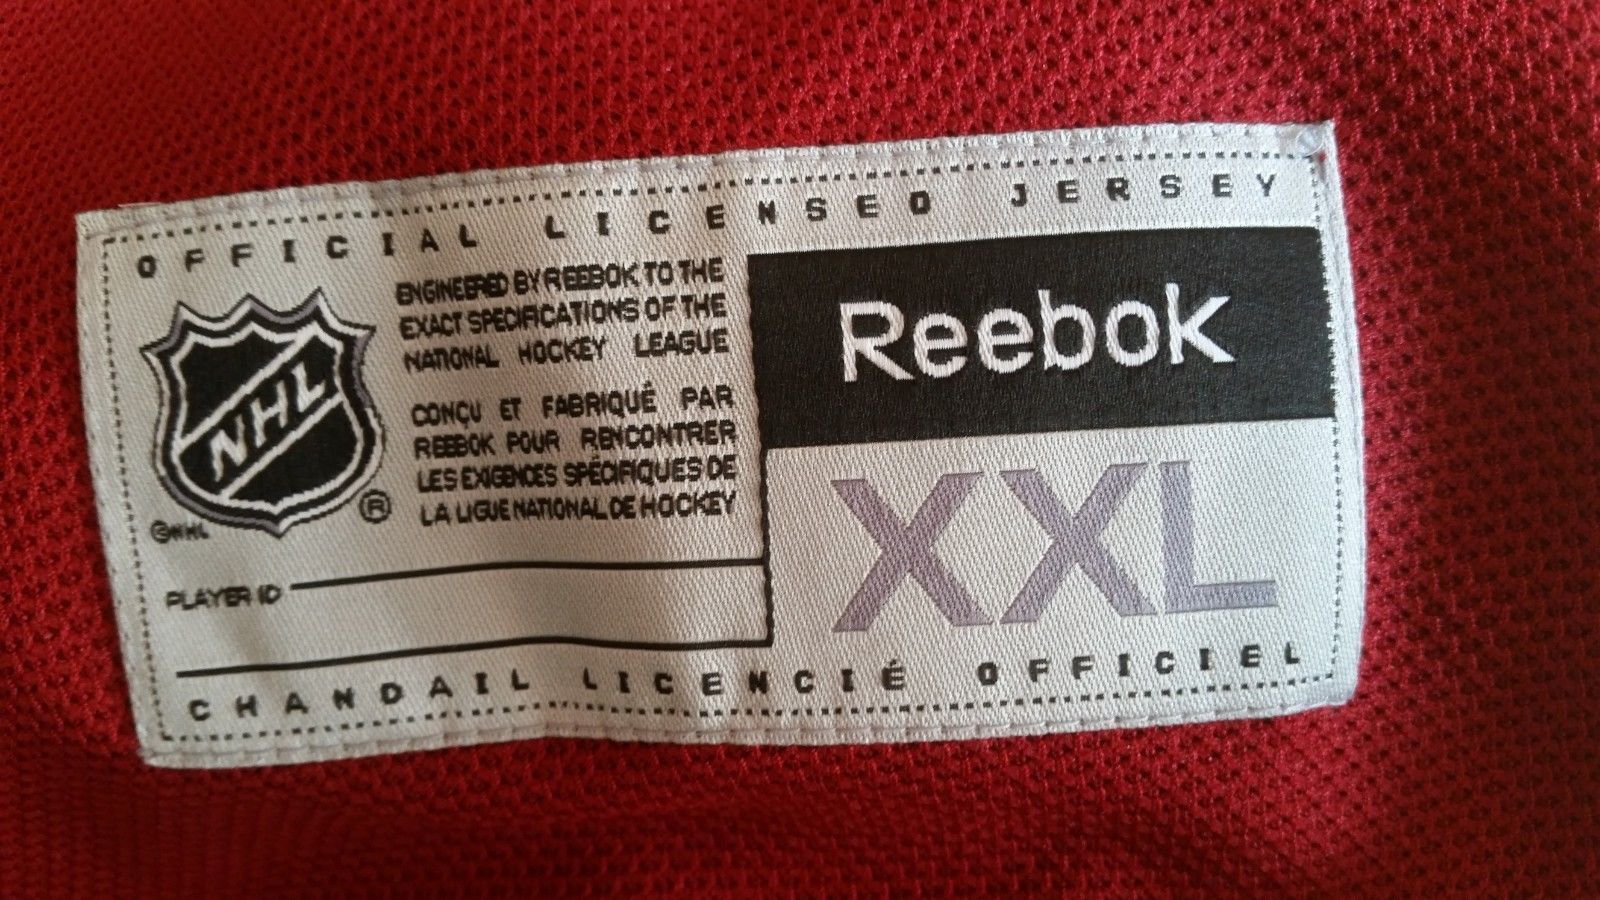 OFFICIAL LICENSED JERSEY
NHL
®
©NHL
ENGINEERED BY REEBOK TO THE
EXACT SPECIFICATIONS OF THE
NATIONAL HOCKEY LEAGUE
CONÇU ET FABRIQUÉ PAR
REEBOK POUR RENCONTRER
LES EXIGENCES SPÉCIFIQUES DE
LA LIGUE NATIONAL DE HOCKEY
Reebok
XXL
PLAYER ID
CHANDAIL LICENCIÉ OFFICIEL